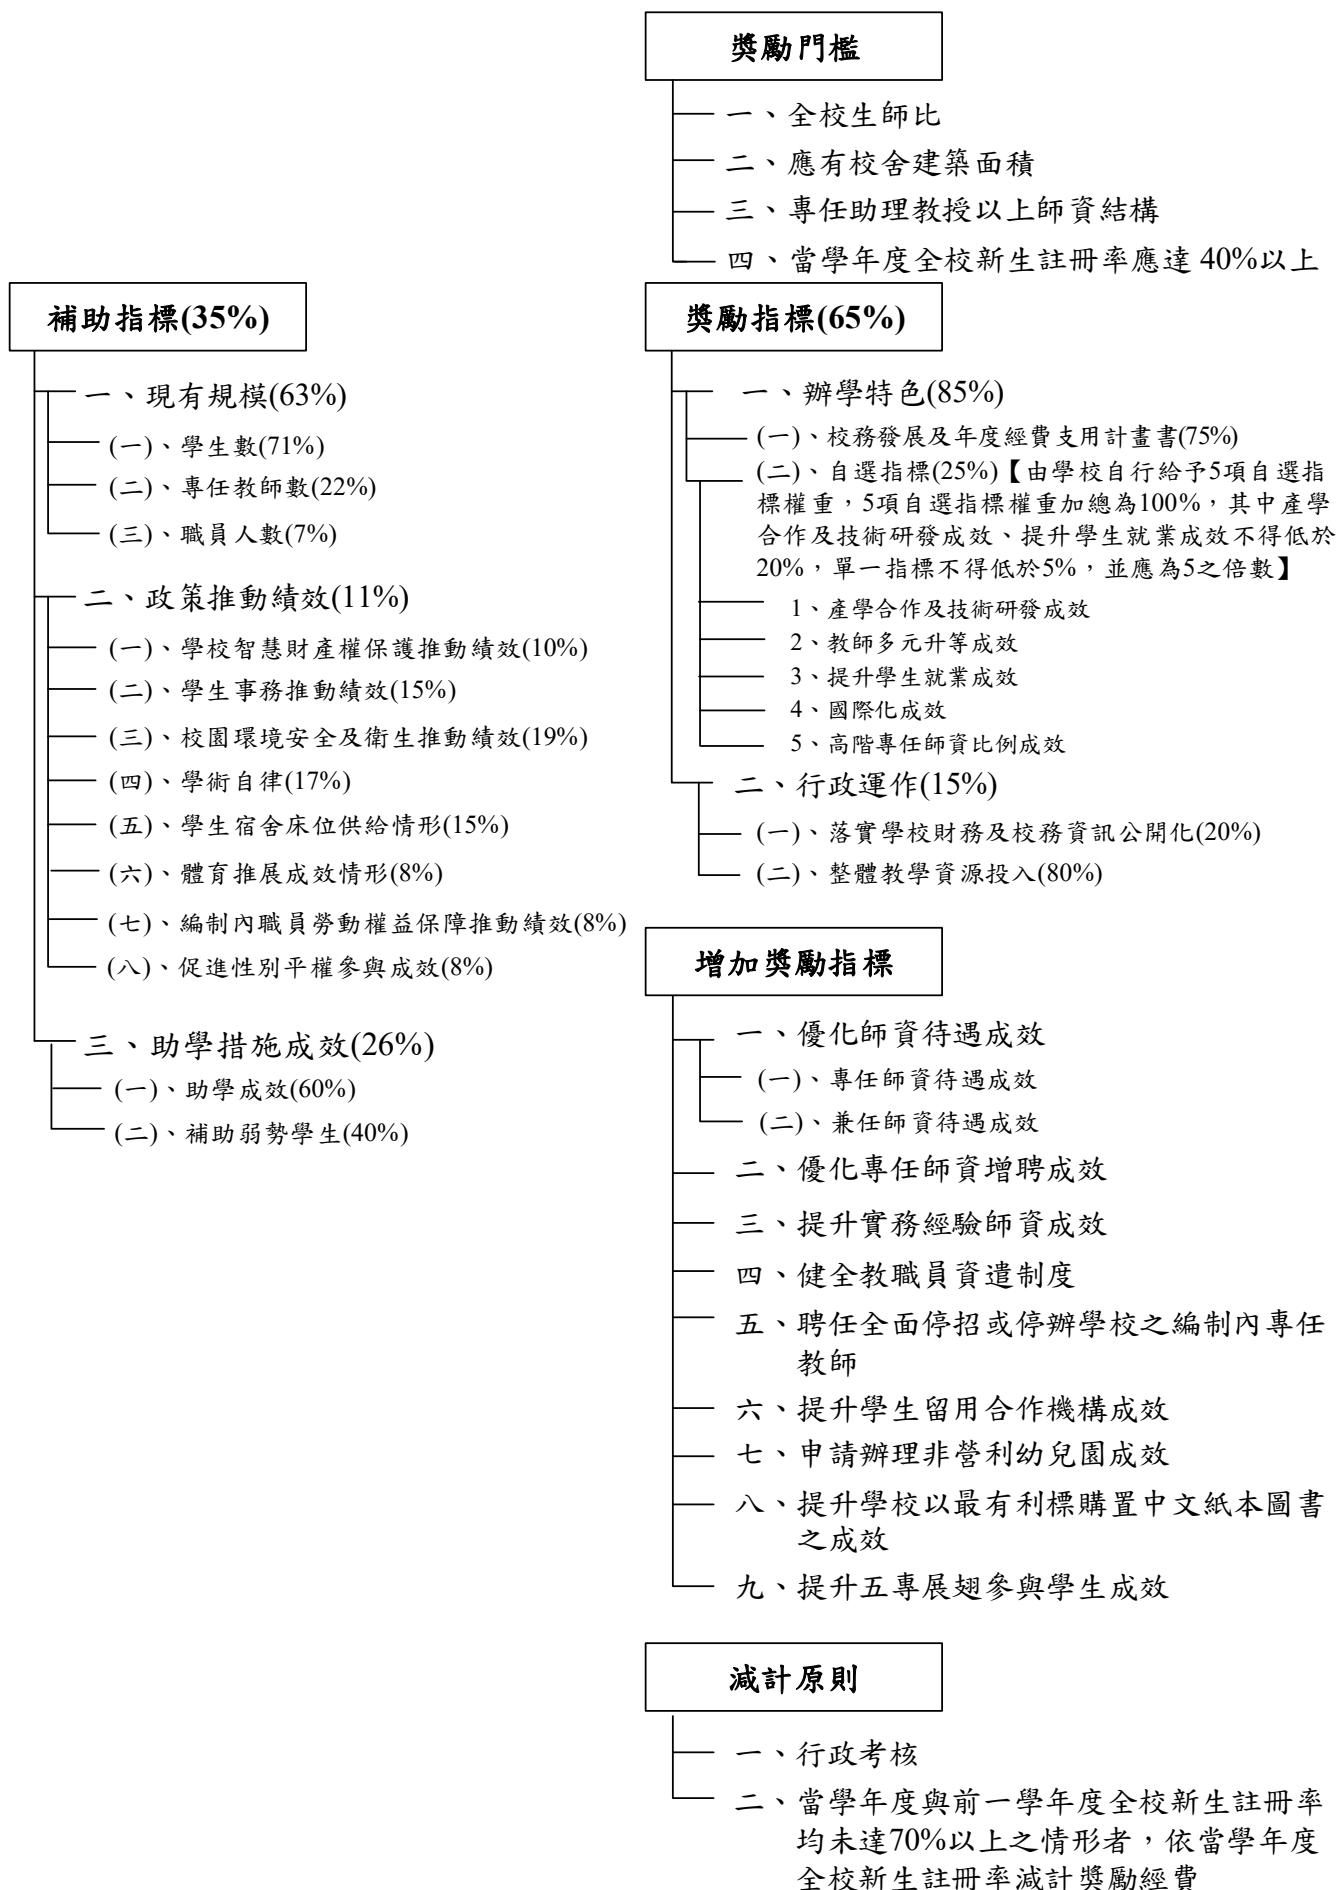 獎勵門檻
一、全校生師比
二、應有校舍建築面積
三、專任助理教授以上師資結構
四、當學年度全校新生註冊率應達 40%以上
補助指標(35%)
一、現有規模(63%)
(一)、學生數(71%)
(二)、專任教師數(22%)
(三)、職員人數(7%)
二、政策推動績效(11%)
(一)、學校智慧財產權保護推動績效(10%)
(二)、學生事務推動績效(15%)
(三)、校園環境安全及衛生推動績效(19%)
(四)、學術自律(17%)
(五)、學生宿舍床位供給情形(15%)
(六)、體育推展成效情形(8%)
(七)、編制內職員勞動權益保障推動績效(8%)
(八)、促進性別平權參與成效(8%)
三、助學措施成效(26%)
(一)、助學成效(60%)
(二)、補助弱勢學生(40%)
獎勵指標(65%)
一、辦學特色(85%)
(一)、校務發展及年度經費支用計畫書(75%)
(二)、自選指標(25%)【由學校自行給予5項自選指
標權重，5項自選指標權重加總為100%，其中產學
合作及技術研發成效、提升學生就業成效不得低於
20%，單一指標不得低於5%，並應為5之倍數】
1、產學合作及技術研發成效
2、教師多元升等成效
3、提升學生就業成效
4、國際化成效
5、高階專任師資比例成效
二、行政運作(15%)
(一)、落實學校財務及校務資訊公開化(20%)
(二)、整體教學資源投入(80%)
增加獎勵指標
一、優化師資待遇成效
(一)、專任師資待遇成效
(二)、兼任師資待遇成效
二、優化專任師資增聘成效
三、提升實務經驗師資成效
四、健全教職員資遣制度
五、聘任全面停招或停辦學校之編制內專任
教師
六、提升學生留用合作機構成效
七、申請辦理非營利幼兒園成效
八、提升學校以最有利標購置中文紙本圖書
之成效
九、提升五專展翅參與學生成效
減計原則
一、行政考核
二、當學年度與前一學年度全校新生註冊率
均未達70%以上之情形者，依當學年度
全校新生註冊率減計獎勵經費